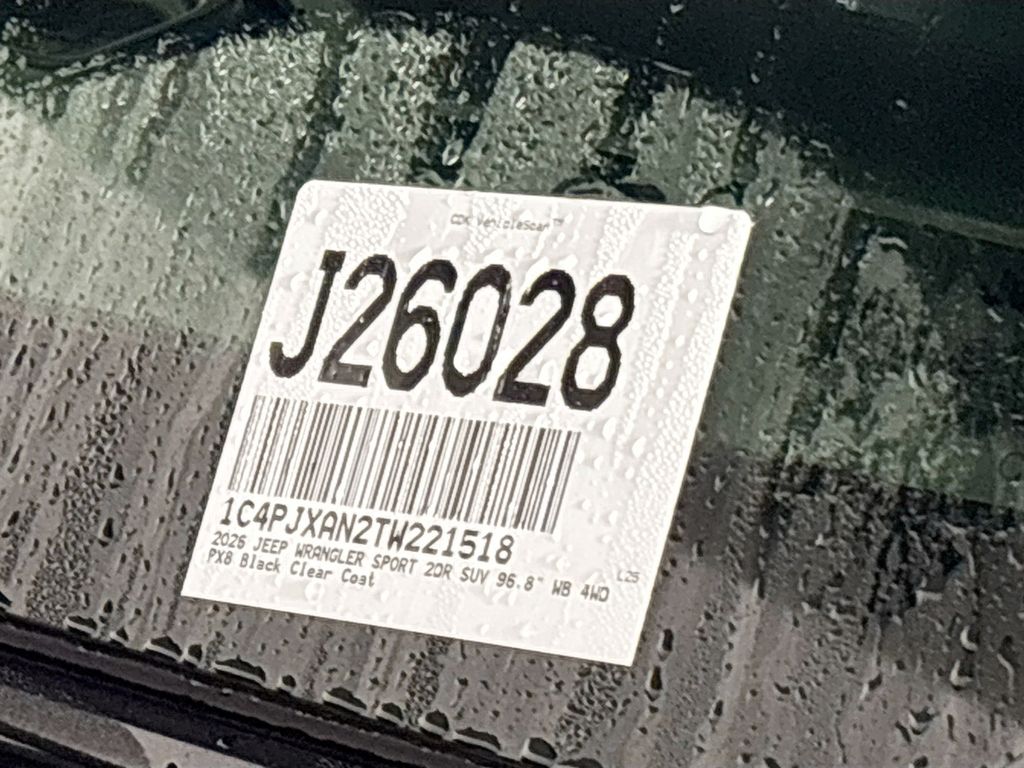 CDK VehicleScan™
J26028
1C4PJXAN2TW221518
2026 JEEP WRANGLER SPORT 2DR SUV 96.8" WB 4WD
PX8 Black Clear Coat
L25